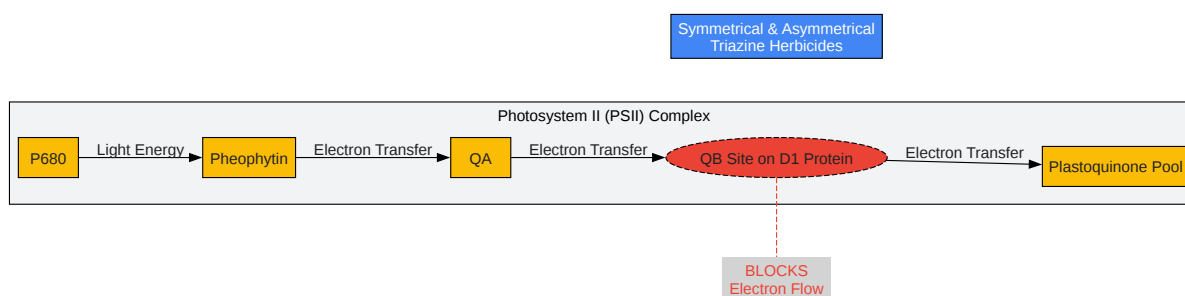 Symmetrical & Asymmetrical
Triazine Herbicides
Photosystem II (PSII) Complex
P680
Light Energy
Pheophytin
Electron Transfer
QA
Electron Transfer
QB Site on D1 Protein
Electron Transfer
Plastoquinone Pool
BLOCKS
Electron Flow